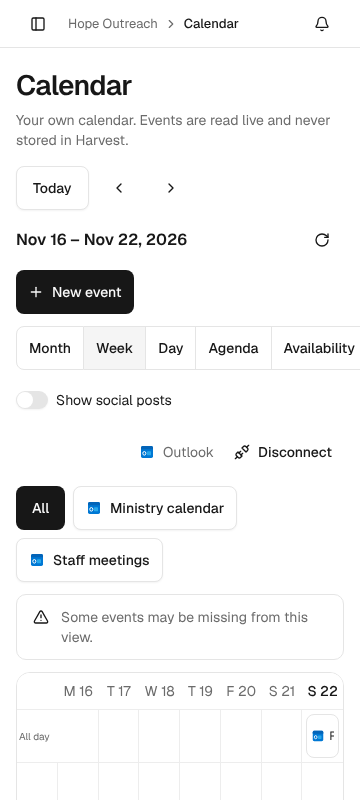 Hope Outreach > Calendar
Calendar
Your own calendar. Events are read live and never
stored in Harvest.
Today
Nov 16 – Nov 22, 2026
+ New event
Month Week Day Agenda Availability
Show social posts
Outlook Disconnect
All Ministry calendar
Staff meetings
Some events may be missing from this
view.
M 16 T 17 W 18 T 19 F 20 S 21 S 22
All day